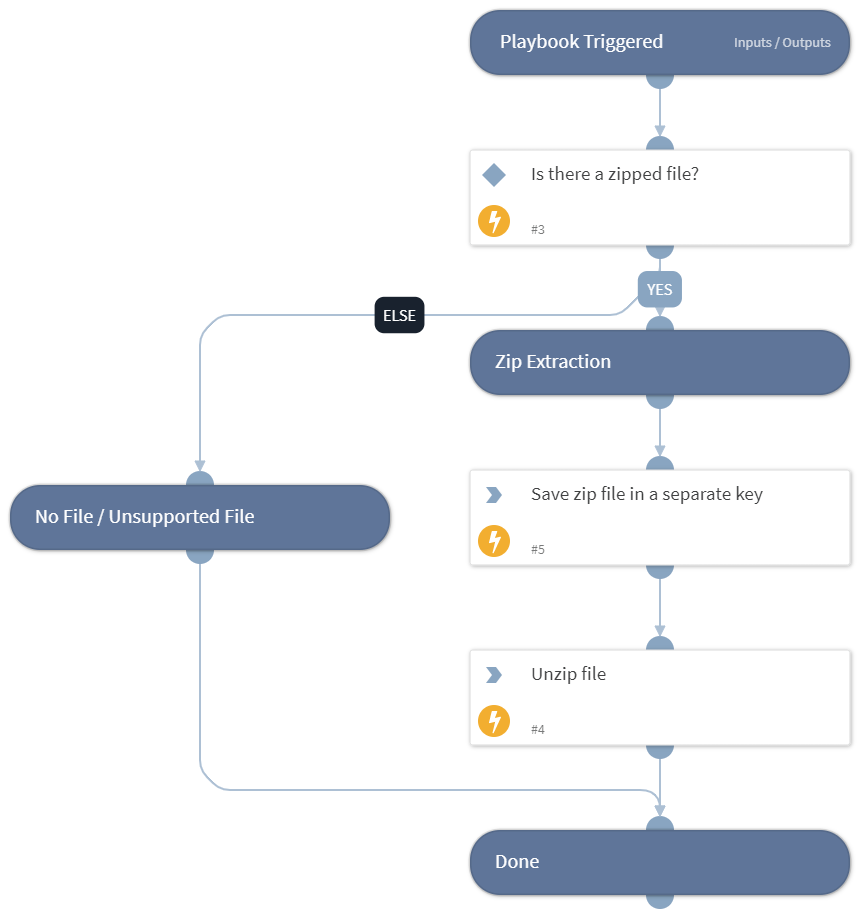 Playbook Triggered
Inputs / Outputs
Is there a zipped file?
#3
YES
ELSE
Zip Extraction
Save zip file in a separate key
#5
No File / Unsupported File
Unzip file
#4
Done